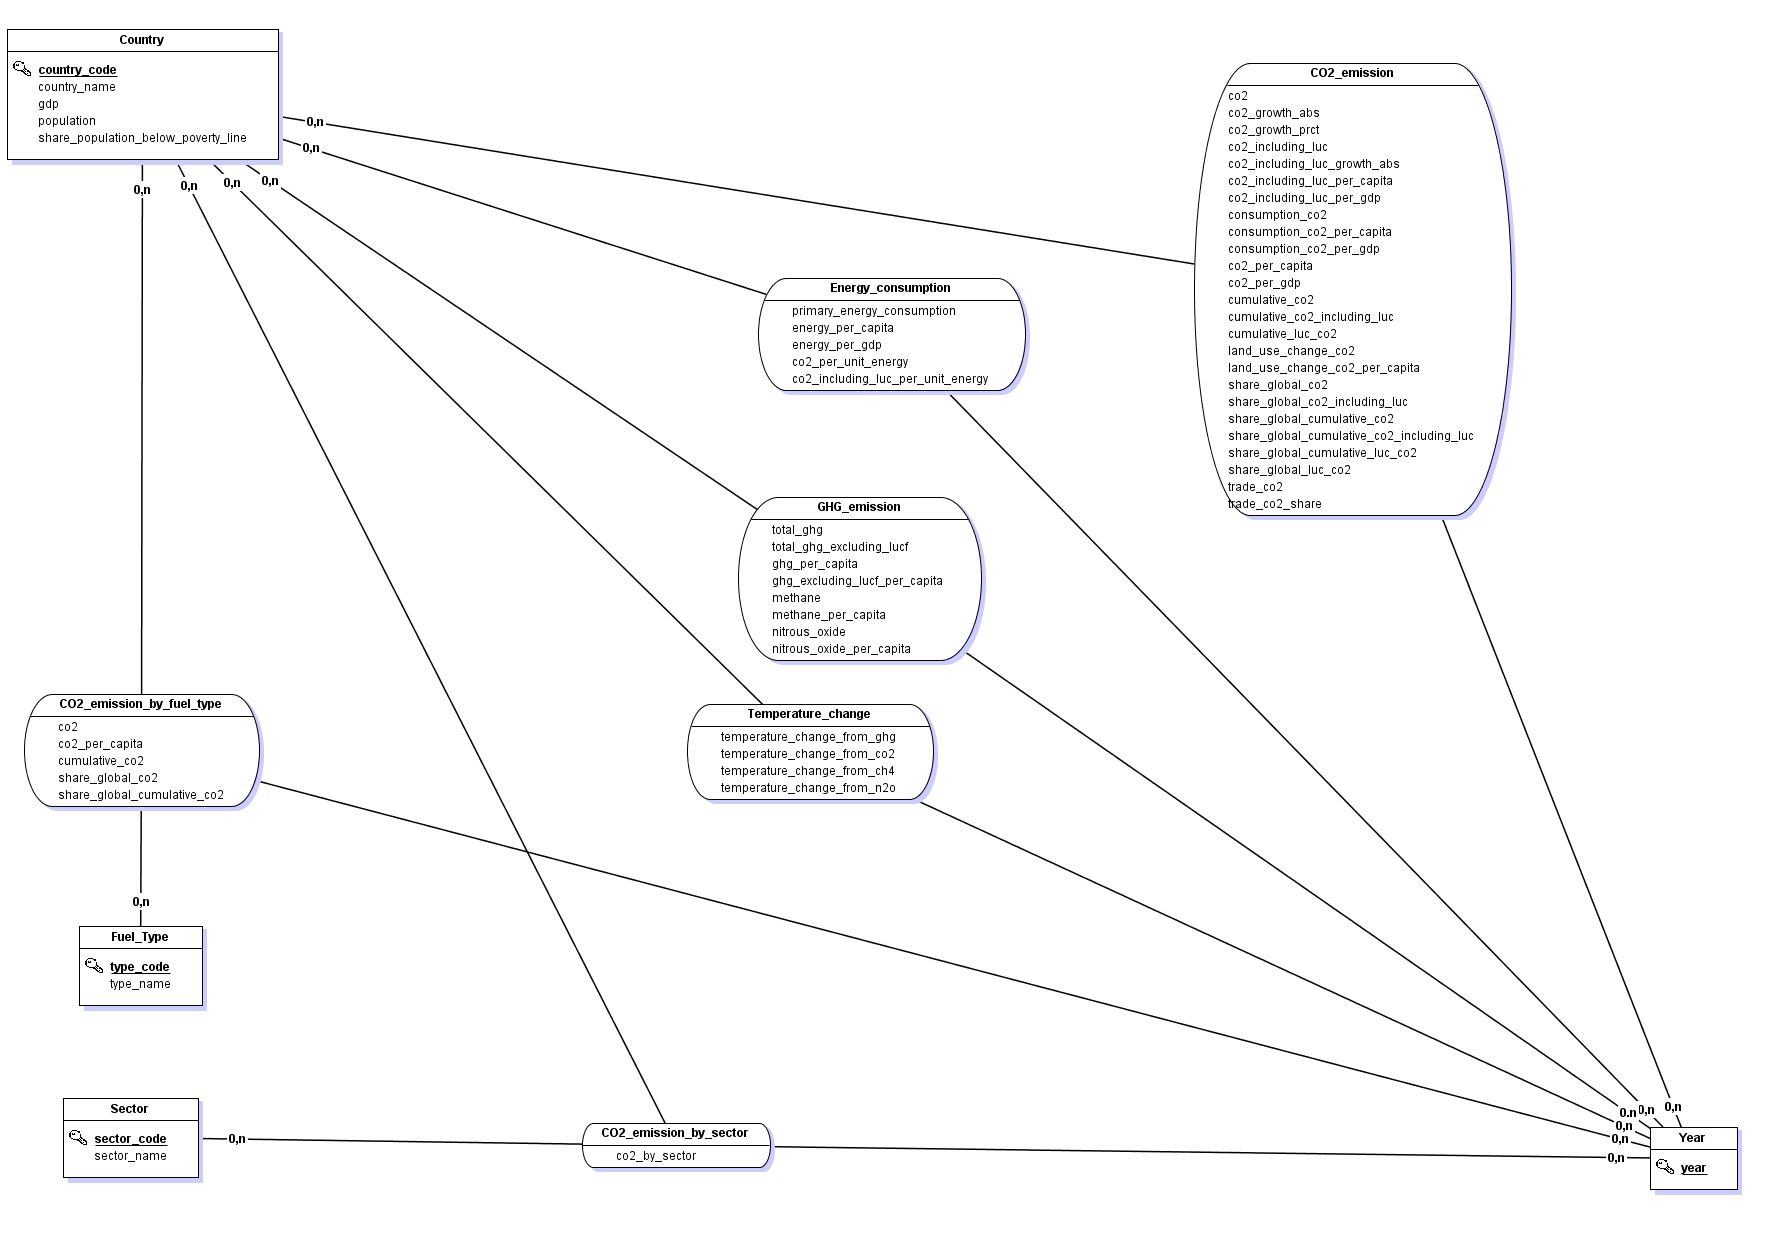 Country
country_code
country_name
gdp
population
share_population_below_poverty_line
0,n
0,n
0,n
0,n
0,n
0,n
CO2_emission
co2
co2_growth_abs
co2_growth_prct
co2_including_luc
co2_including_luc_growth_abs
co2_including_luc_per_capita
co2_including_luc_per_gdp
consumption_co2
consumption_co2_per_capita
consumption_co2_per_gdp
co2_per_capita
co2_per_gdp
cumulative_co2
cumulative_co2_including_luc
cumulative_luc_co2
land_use_change_co2
land_use_change_co2_per_capita
share_global_co2
share_global_co2_including_luc
share_global_cumulative_co2
share_global_cumulative_co2_including_luc
share_global_cumulative_luc_co2
share_global_luc_co2
trade_co2
trade_co2_share
Energy_consumption
primary_energy_consumption
energy_per_capita
energy_per_gdp
co2_per_unit_energy
co2_including_luc_per_unit_energy
GHG_emission
total_ghg
total_ghg_excluding_lucf
ghg_per_capita
ghg_excluding_lucf_per_capita
methane
methane_per_capita
nitrous_oxide
nitrous_oxide_per_capita
CO2_emission_by_fuel_type
co2
co2_per_capita
cumulative_co2
share_global_co2
share_global_cumulative_co2
Temperature_change
temperature_change_from_ghg
temperature_change_from_co2
temperature_change_from_ch4
temperature_change_from_n2o
0,n
Fuel_Type
type_code
type_name
Sector
sector_code
sector_name
0,n
CO2_emission_by_sector
co2_by_sector
0,n
0,n
0,n
0,n
0,n
0,n
Year
year